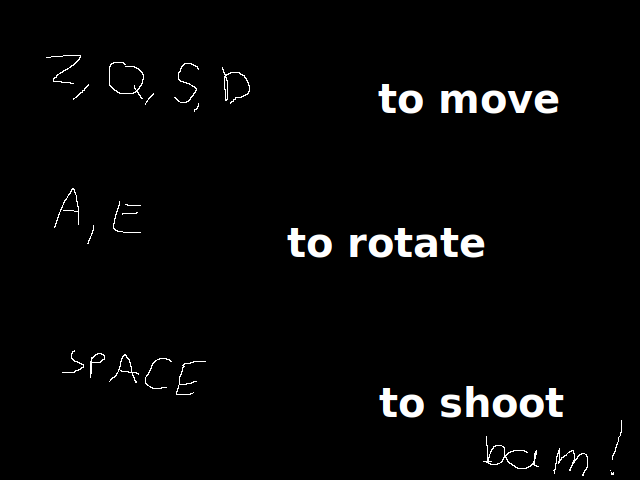 Z, Q, S, D to move
A, E to rotate
SPACE to shoot
bam!